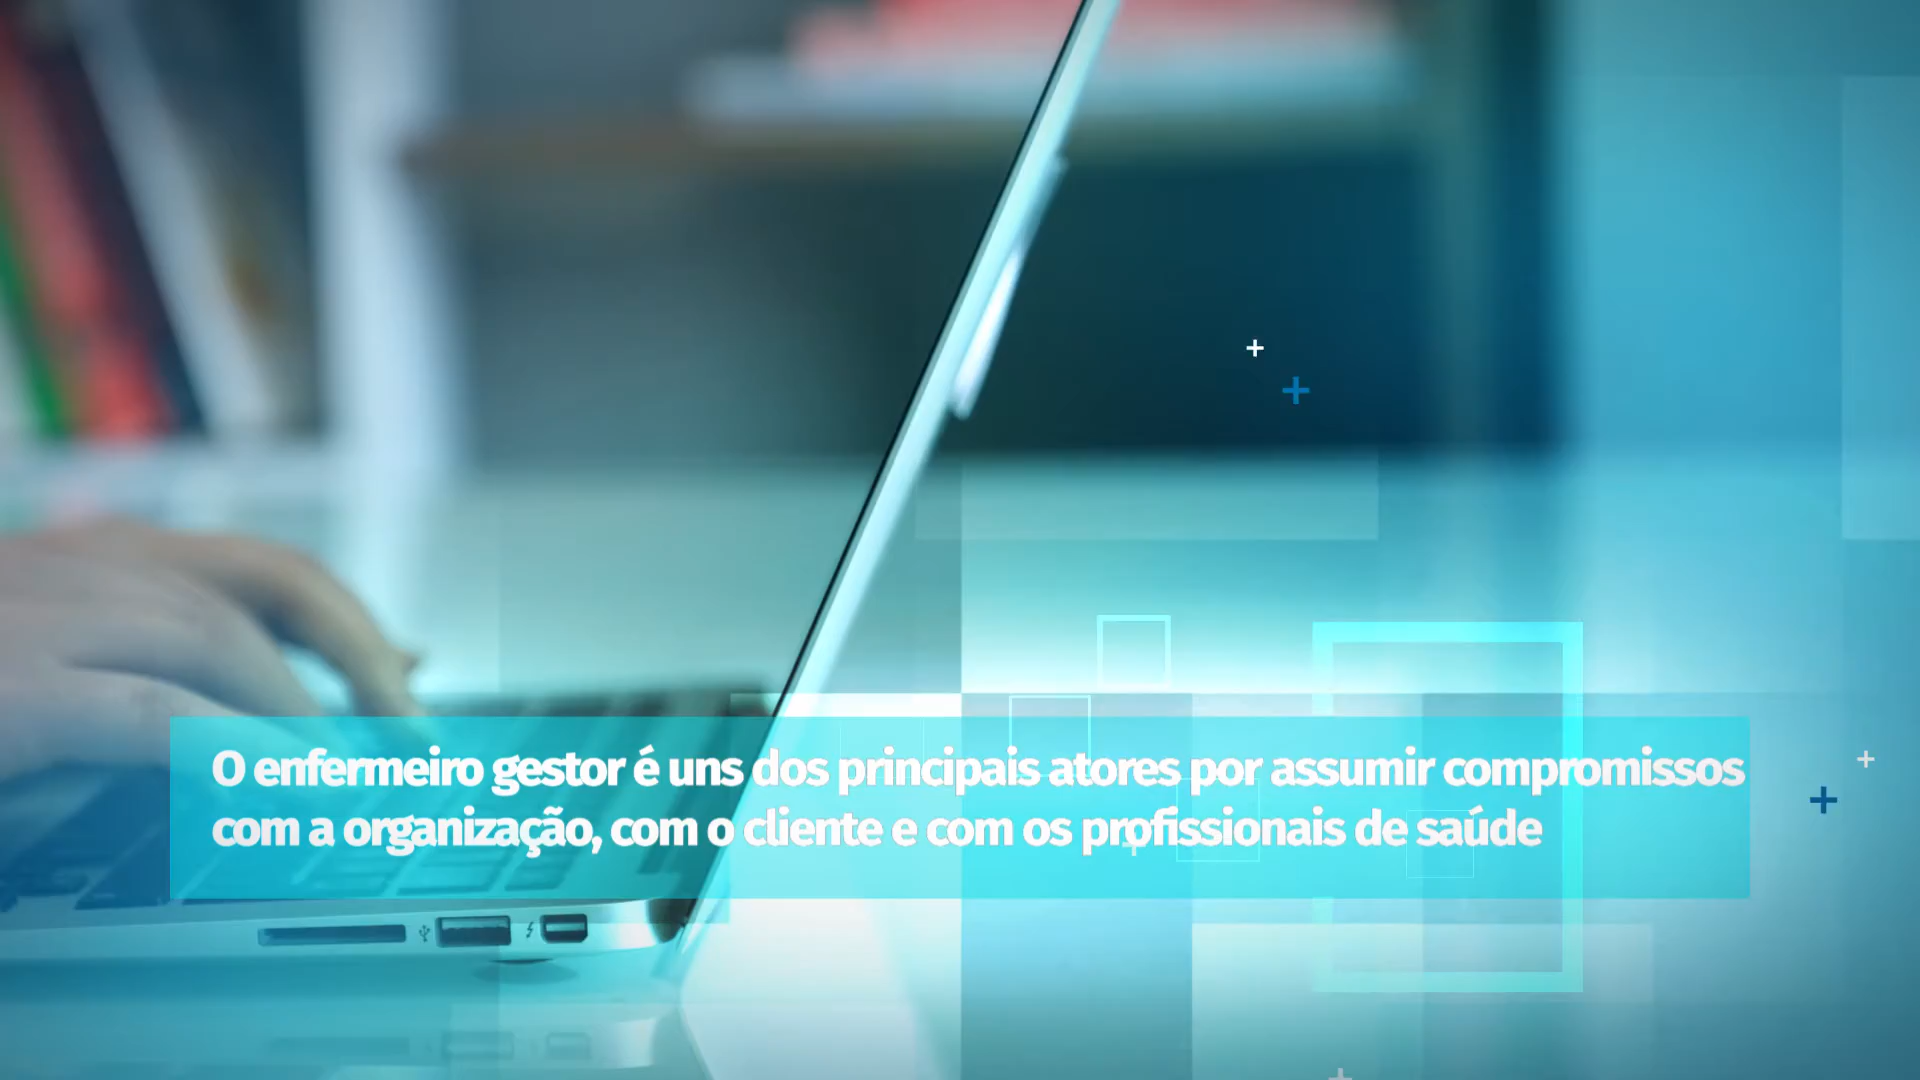 O enfermeiro gestor é uns dos principais atores por assumir compromissos
com a organização, com o cliente e com os profissionais de saúde